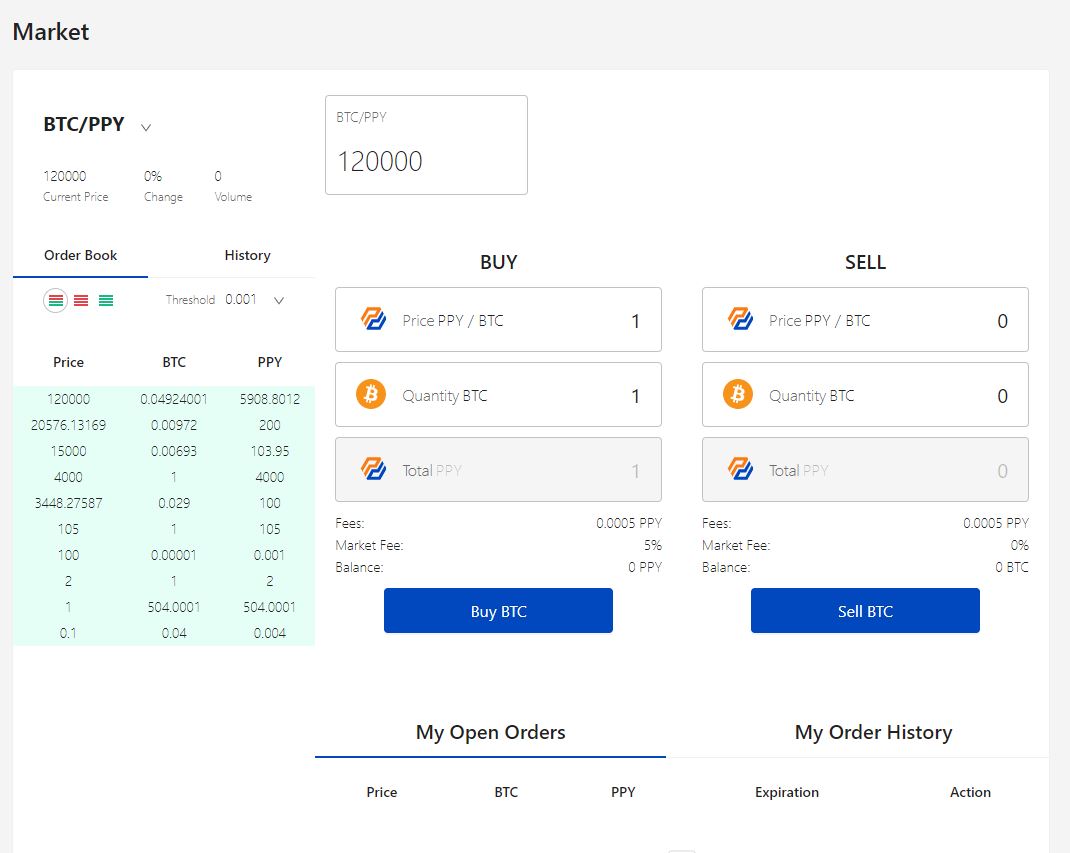 Market
BTC/PPY
120000 0% 0
Current Price Change Volume
BTC/PPY
120000
Order Book History
Threshold 0.001
Price BTC PPY
120000 0.04924001 5908.8012
20576.13169 0.00972 200
15000 0.00693 103.95
4000 1 4000
3448.27587 0.029 100
105 1 105
100 0.00001 0.001
2 1 2
1 504.0001 504.0001
0.1 0.04 0.004
BUY
Price PPY / BTC 1
Quantity BTC 1
Total PPY 1
Fees: 0.0005 PPY
Market Fee: 5%
Balance: 0 PPY
Buy BTC
SELL
Price PPY / BTC 0
Quantity BTC 0
Total PPY 0
Fees: 0.0005 PPY
Market Fee: 0%
Balance: 0 BTC
Sell BTC
My Open Orders My Order History
Price BTC PPY Expiration Action